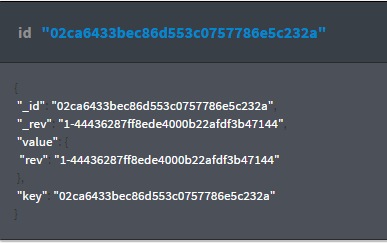 id "02ca6433bec86d553c0757786e5c232a"
{
"_id": "02ca6433bec86d553c0757786e5c232a",
"_rev": "1-44436287ff8ede4000b22afdf3b47144",
"value": {
"rev": "1-44436287ff8ede4000b22afdf3b47144"
},
"key": "02ca6433bec86d553c0757786e5c232a"
}